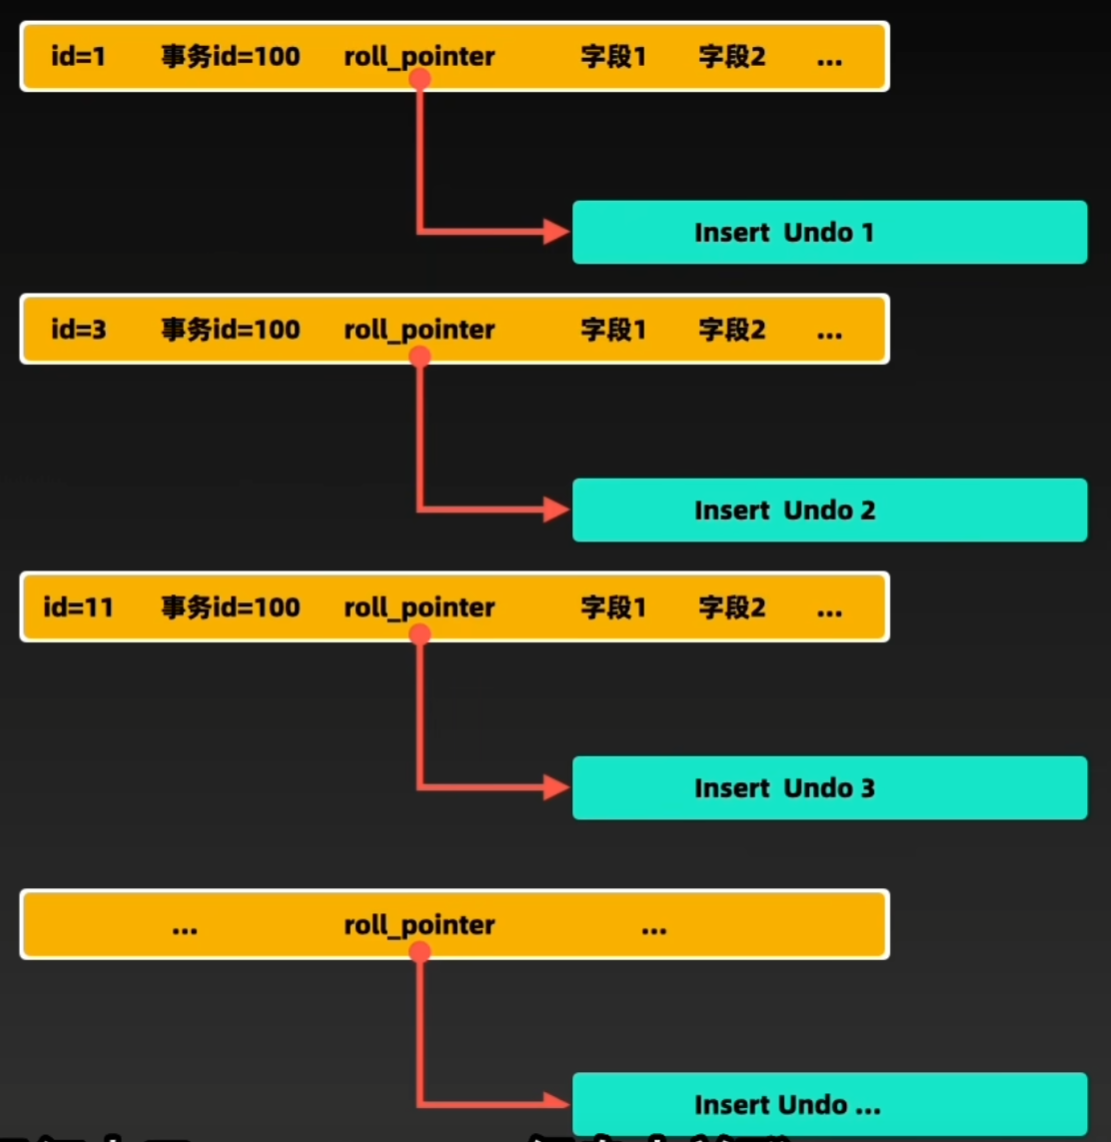 id=1 事务id=100 roll_pointer 字段1 字段2 ...
Insert Undo 1
id=3 事务id=100 roll_pointer 字段1 字段2 ...
Insert Undo 2
id=11 事务id=100 roll_pointer 字段1 字段2 ...
Insert Undo 3
... roll_pointer ...
Insert Undo ...